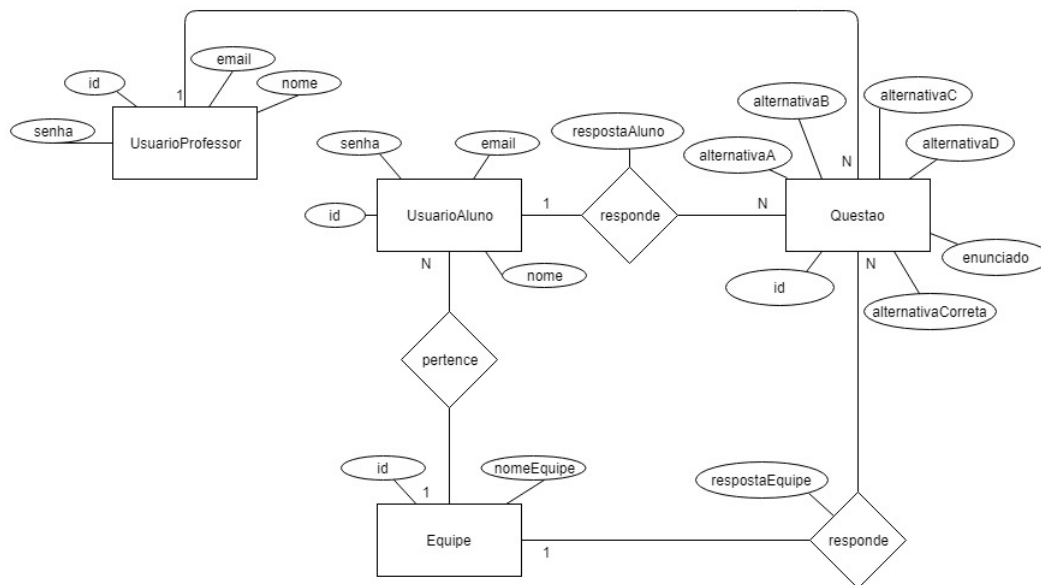 email
id
nome
1
senha
UsuarioProfessor
alternativaB
alternativaC
respostaAluno
senha
email
alternativaA
alternativaD
N
id
UsuarioAluno
1
responde
N
Questao
N
nome
enunciado
id
N
alternativaCorreta
pertence
id
nomeEquipe
1
respostaEquipe
Equipe
1
responde